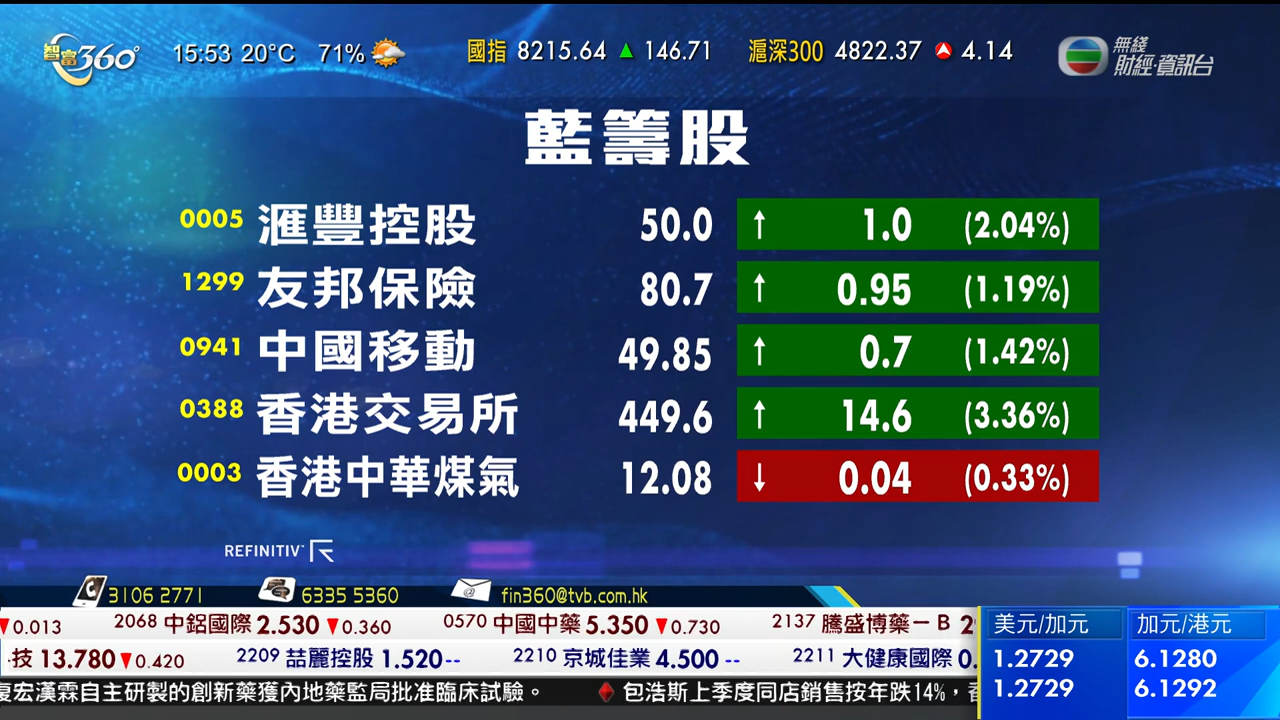 智富360° 15:53 20°C 71% 國指 8215.64 ▲ 146.71 滬深300 4822.37 ▲ 4.14 無綫財經·資訊台
藍籌股
0005 滙豐控股 50.0 ↑ 1.0 (2.04%)
1299 友邦保險 80.7 ↑ 0.95 (1.19%)
0941 中國移動 49.85 ↑ 0.7 (1.42%)
0388 香港交易所 449.6 ↑ 14.6 (3.36%)
0003 香港中華煤氣 12.08 ↓ 0.04 (0.33%)
REFINITIV
3106 2771 6335 5360 fin360@tvb.com.hk
▼0.013 2068 中鋁國際 2.530 ▼0.360 0570 中國中藥 5.350 ▼0.730 2137 騰盛博藥－B
技 13.780 ▼0.420 2209 喆麗控股 1.520 -- 2210 京城佳業 4.500 -- 2211 大健康國際 0.
復宏漢霖自主研製的創新藥獲內地藥監局批准臨床試驗。 包浩斯上季度同店銷售按年跌14%，
美元/加元 加元/港元
1.2729 6.1280
1.2729 6.1292